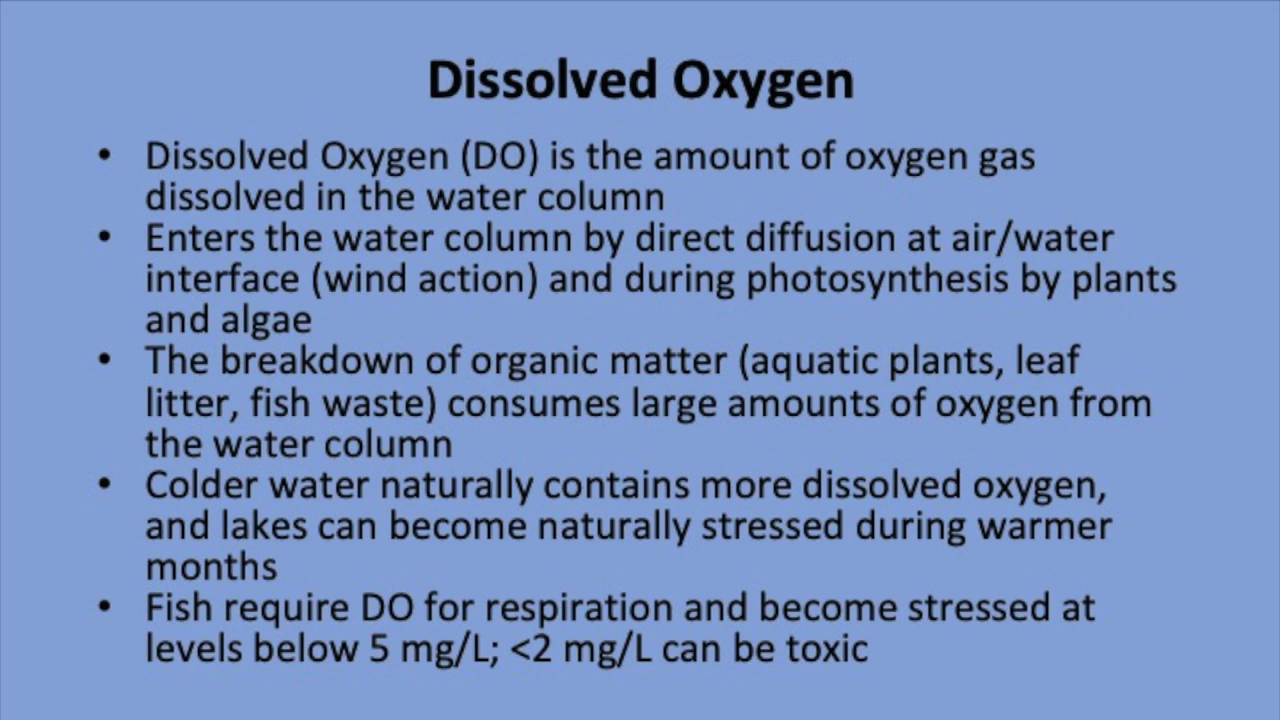 Dissolved Oxygen
• Dissolved Oxygen (DO) is the amount of oxygen gas
dissolved in the water column
• Enters the water column by direct diffusion at air/water
interface (wind action) and during photosynthesis by plants
and algae
• The breakdown of organic matter (aquatic plants, leaf
litter, fish waste) consumes large amounts of oxygen from
the water column
• Colder water naturally contains more dissolved oxygen,
and lakes can become naturally stressed during warmer
months
• Fish require DO for respiration and become stressed at
levels below 5 mg/L; <2 mg/L can be toxic